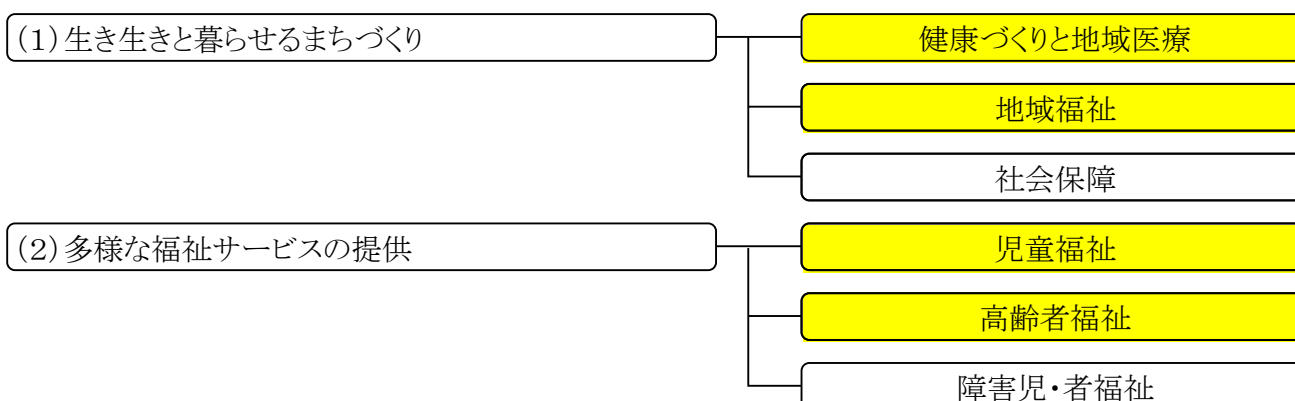 (1)生き生きと暮らせるまちづくり
健康づくりと地域医療
地域福祉
社会保障
(2)多様な福祉サービスの提供
児童福祉
高齢者福祉
障害児・者福祉